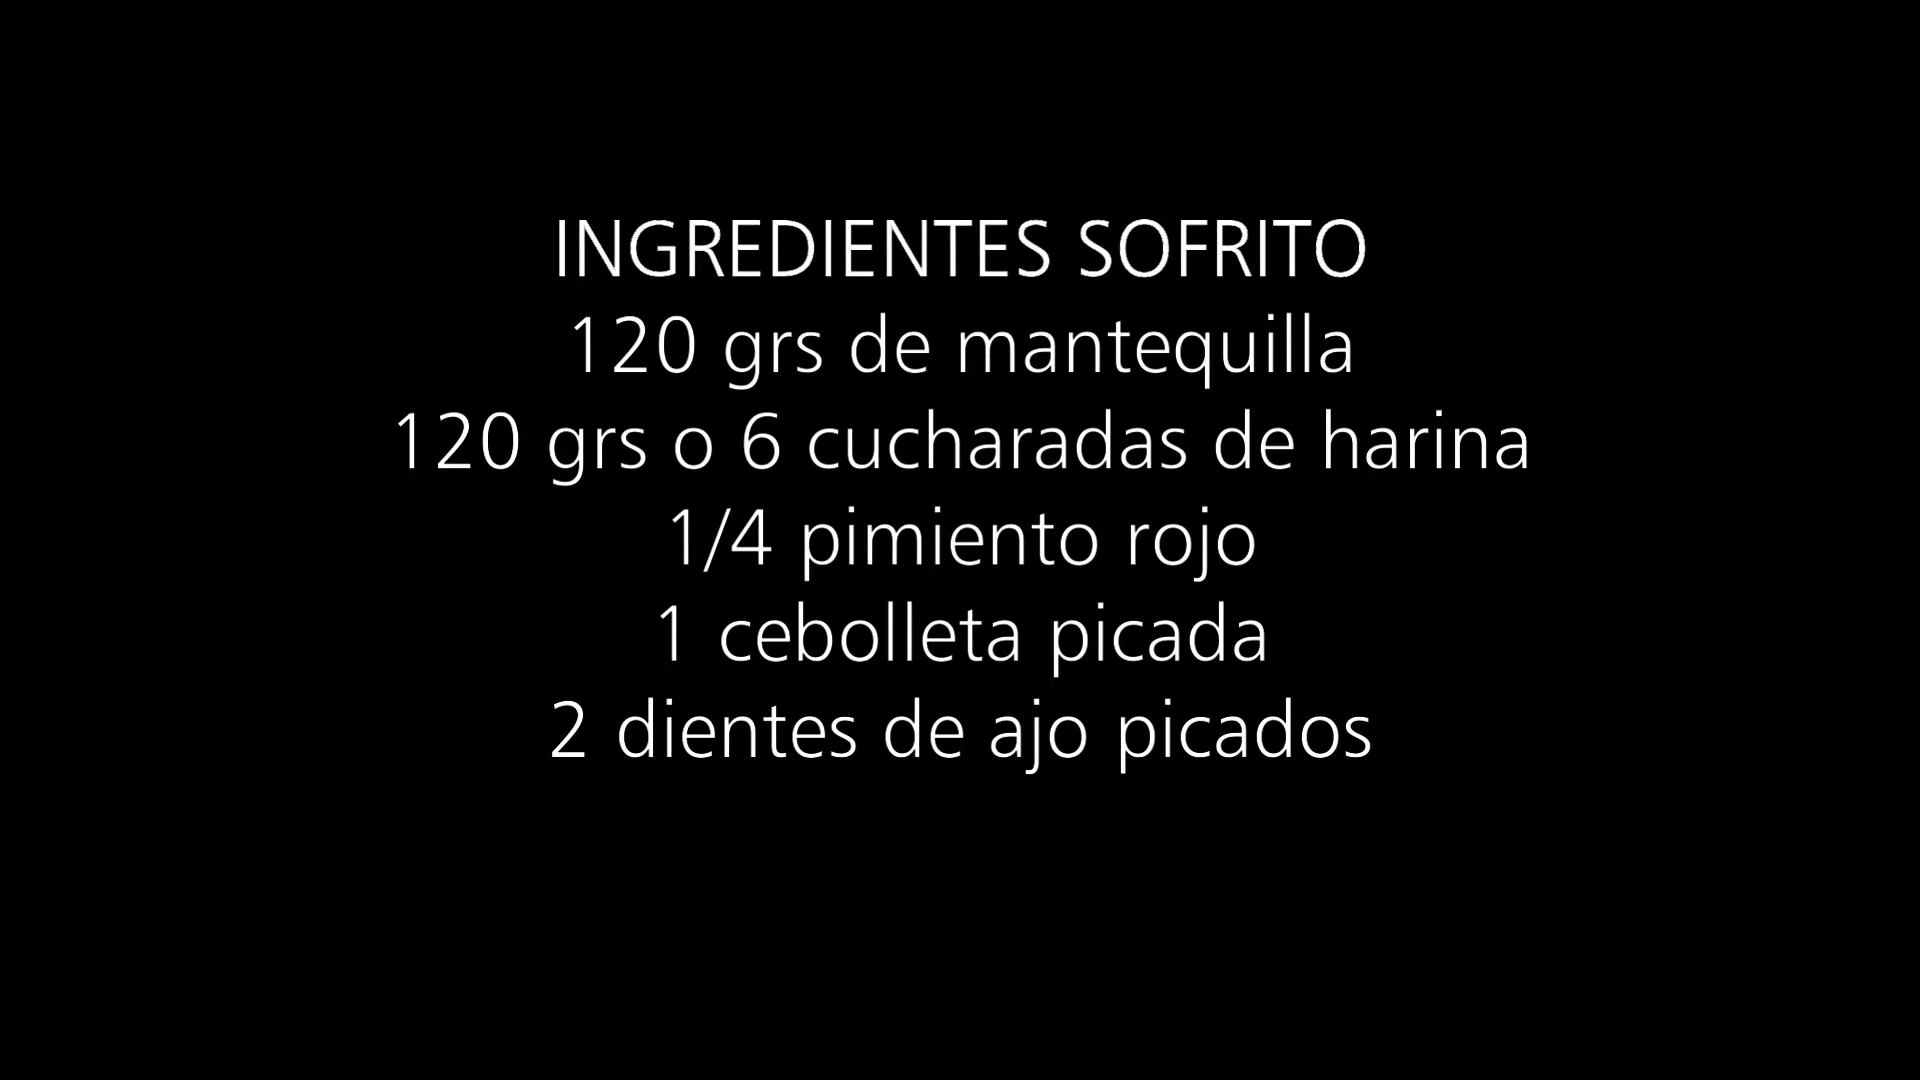 INGREDIENTES SOFRITO
120 grs de mantequilla
120 grs o 6 cucharadas de harina
1/4 pimiento rojo
1 cebolleta picada
2 dientes de ajo picados